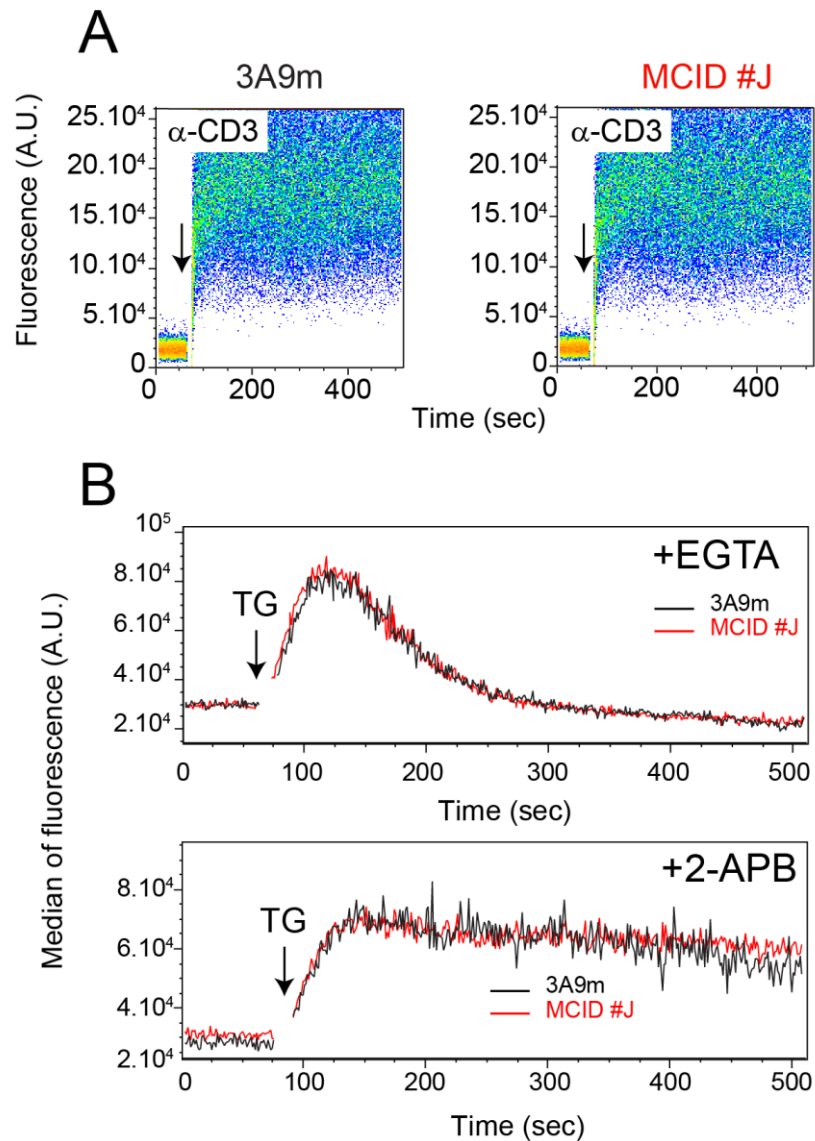 A
3A9m
MCID #J
Fluorescence (A.U.)
25.10⁴
20.10⁴
15.10⁴
10.10⁴
5.10⁴
0
α-CD3
0
200
400
25.10⁴
20.10⁴
15.10⁴
10.10⁴
5.10⁴
0
α-CD3
0
200
400
Time (sec)
B
Median of fluorescence (A.U.)
10⁵
8.10⁴
6.10⁴
4.10⁴
2.10⁴
TG
+EGTA
3A9m
MCID #J
0
100
200
300
400
500
Time (sec)
8.10⁴
6.10⁴
4.10⁴
2.10⁴
TG
+2-APB
3A9m
MCID #J
0
100
200
300
400
500
Time (sec)